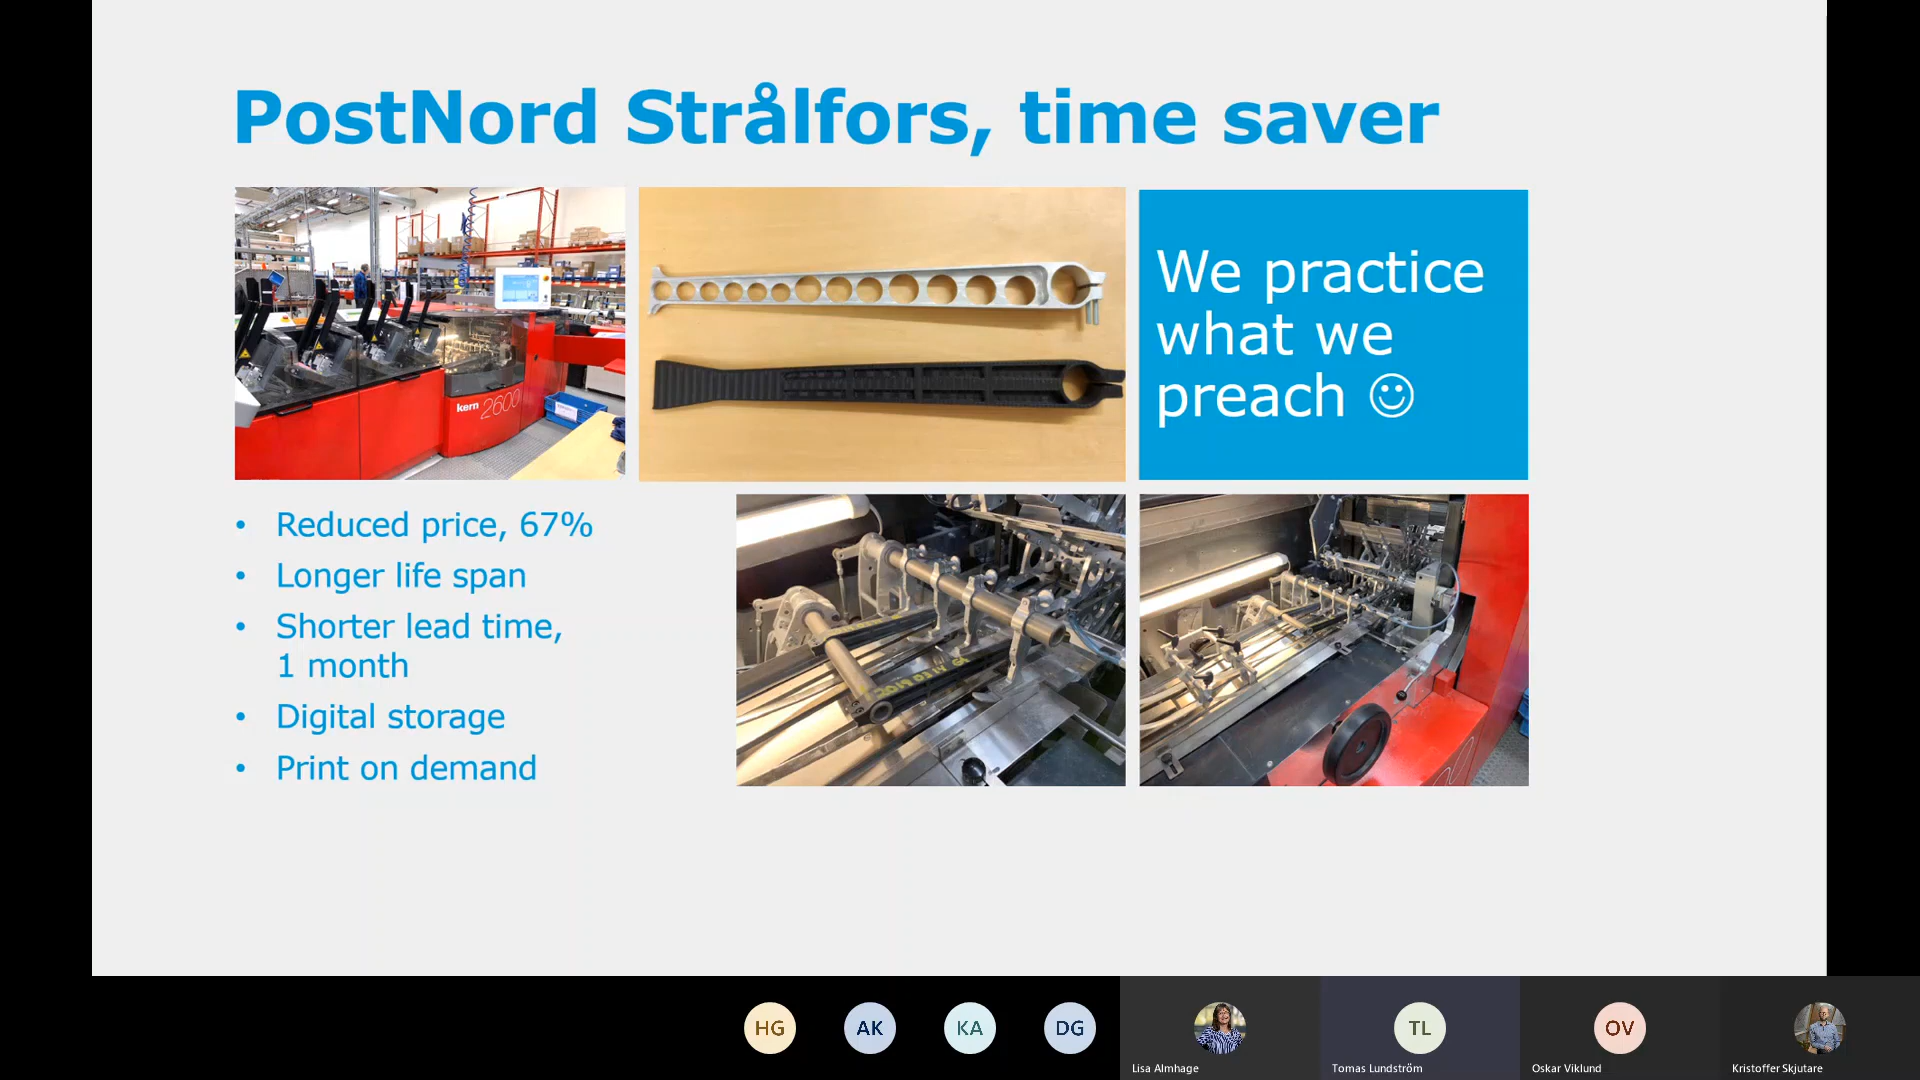 PostNord Strålfors, time saver
kern 2600
We practice
what we
preach ☺
• Reduced price, 67%
• Longer life span
• Shorter lead time,
1 month
• Digital storage
• Print on demand
HG
AK
KA
DG
Lisa Almhage
TL
Tomas Lundström
OV
Oskar Viklund
Kristoffer Skjutare